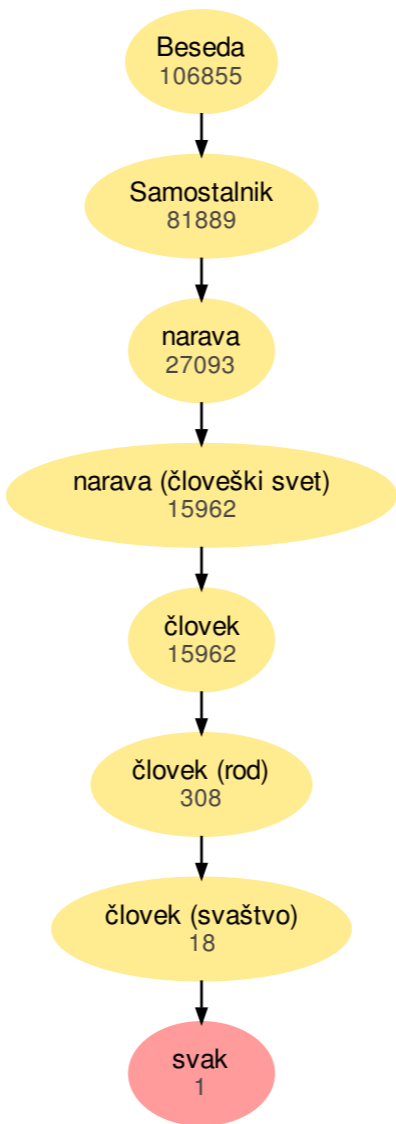 Beseda
106855
Samostalnik
81889
narava
27093
narava (človeški svet)
15962
človek
15962
človek (rod)
308
človek (svaštvo)
18
svak
1